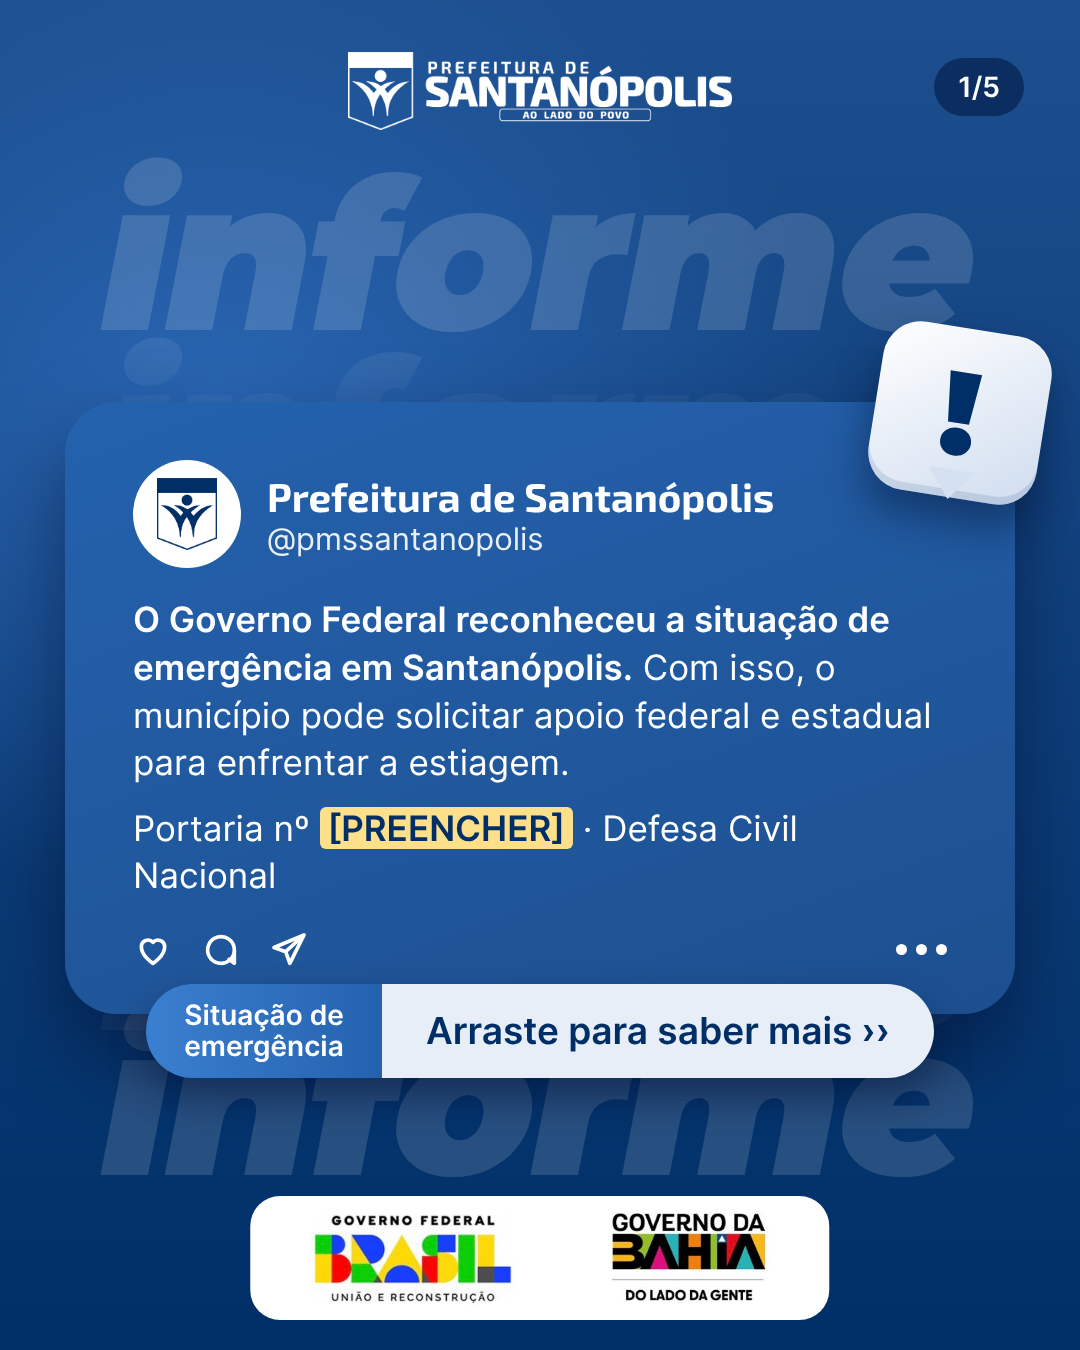 PREFEITURA DE
SANTANÓPOLIS
AO LADO DO POVO
1/5
informe
informe
!
Prefeitura de Santanópolis
@pmssantanopolis
O Governo Federal reconheceu a situação de
emergência em Santanópolis. Com isso, o
município pode solicitar apoio federal e estadual
para enfrentar a estiagem.
Portaria nº [PREENCHER] · Defesa Civil
Nacional
Situação de
emergência
Arraste para saber mais ››
informe
GOVERNO FEDERAL
BRASIL
UNIÃO E RECONSTRUÇÃO
GOVERNO DA
BAHIA
DO LADO DA GENTE